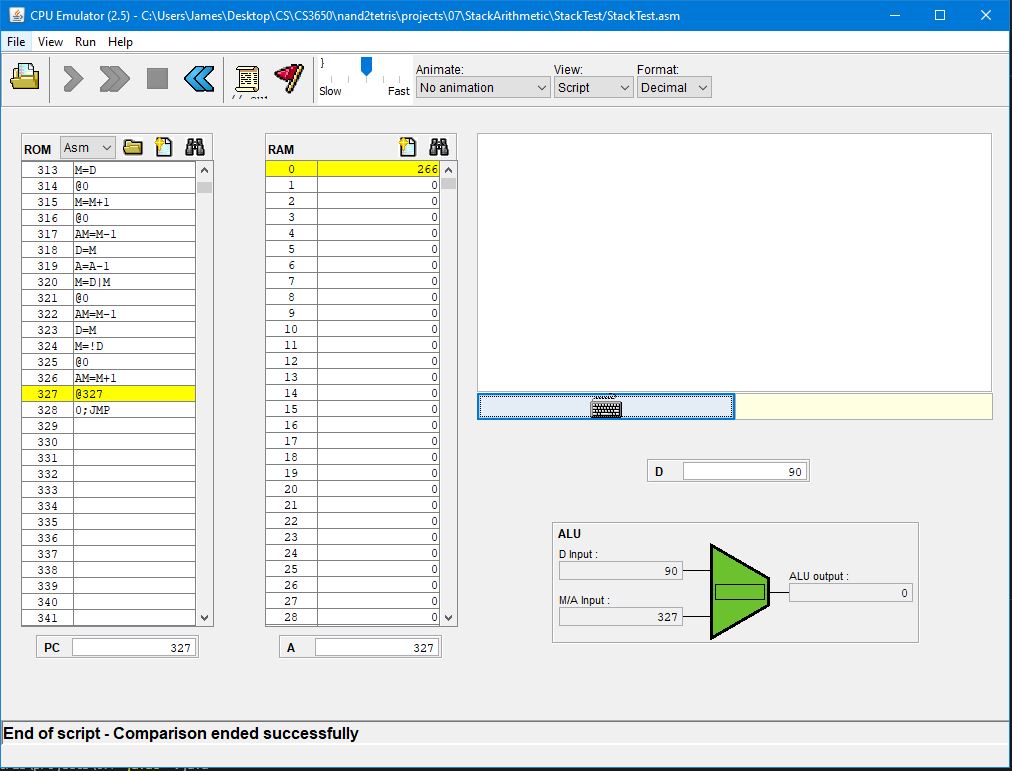 CPU Emulator (2.5) - C:\Users\James\Desktop\CS\CS3650\nand2tetris\projects\07\StackArithmetic\StackTest/StackTest.asm
File View Run Help
Slow Fast
Animate: View: Format:
No animation Script Decimal
ROM Asm
313 M=D
314 @0
315 M=M+1
316 @0
317 AM=M-1
318 D=M
319 A=A-1
320 M=D|M
321 @0
322 AM=M-1
323 D=M
324 M=!D
325 @0
326 AM=M+1
327 @327
328 0;JMP
329
330
331
332
333
334
335
336
337
338
339
340
341
PC 327
RAM
0 266
1 0
2 0
3 0
4 0
5 0
6 0
7 0
8 0
9 0
10 0
11 0
12 0
13 0
14 0
15 0
16 0
17 0
18 0
19 0
20 0
21 0
22 0
23 0
24 0
25 0
26 0
27 0
28 0
A 327
D 90
ALU
D Input :
90
M/A Input :
327
ALU output :
0
End of script - Comparison ended successfully